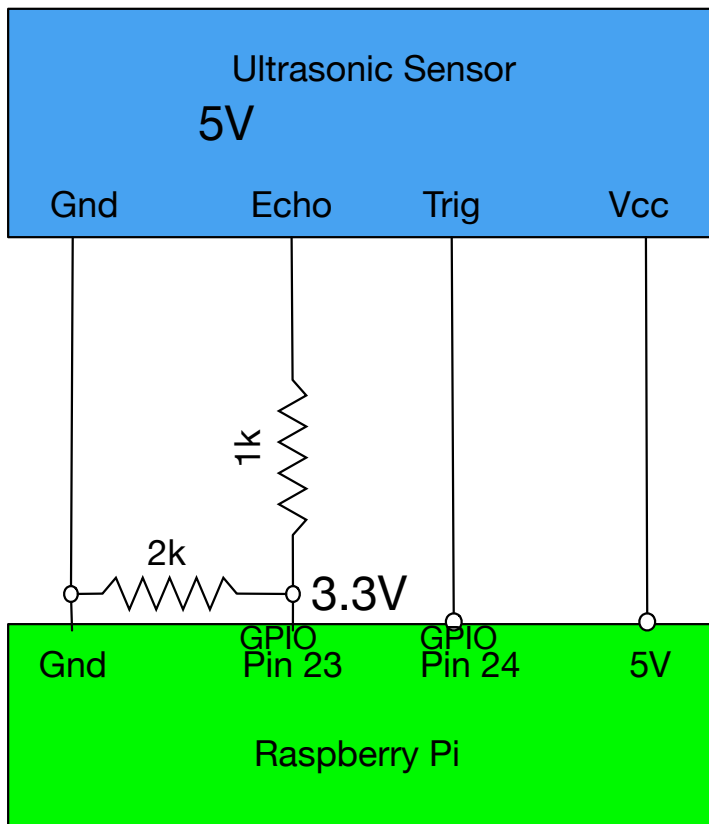 Ultrasonic Sensor
5V
Gnd Echo Trig Vcc
1k
2k
3.3V
GPIO GPIO
Gnd Pin 23 Pin 24 5V
Raspberry Pi